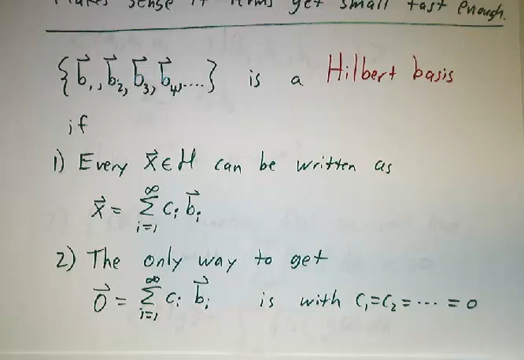 makes sense if terms get small fast enough.
{b⃗₁, b⃗₂, b⃗₃, b⃗₄, ....} is a Hilbert basis
if
1) Every x⃗ ∈ H can be written as
x⃗ = ∑_{i=1}^{∞} cᵢ b⃗ᵢ
2) The only way to get
0⃗ = ∑_{i=1}^{∞} cᵢ b⃗ᵢ is with c₁=c₂= ⋯ = 0